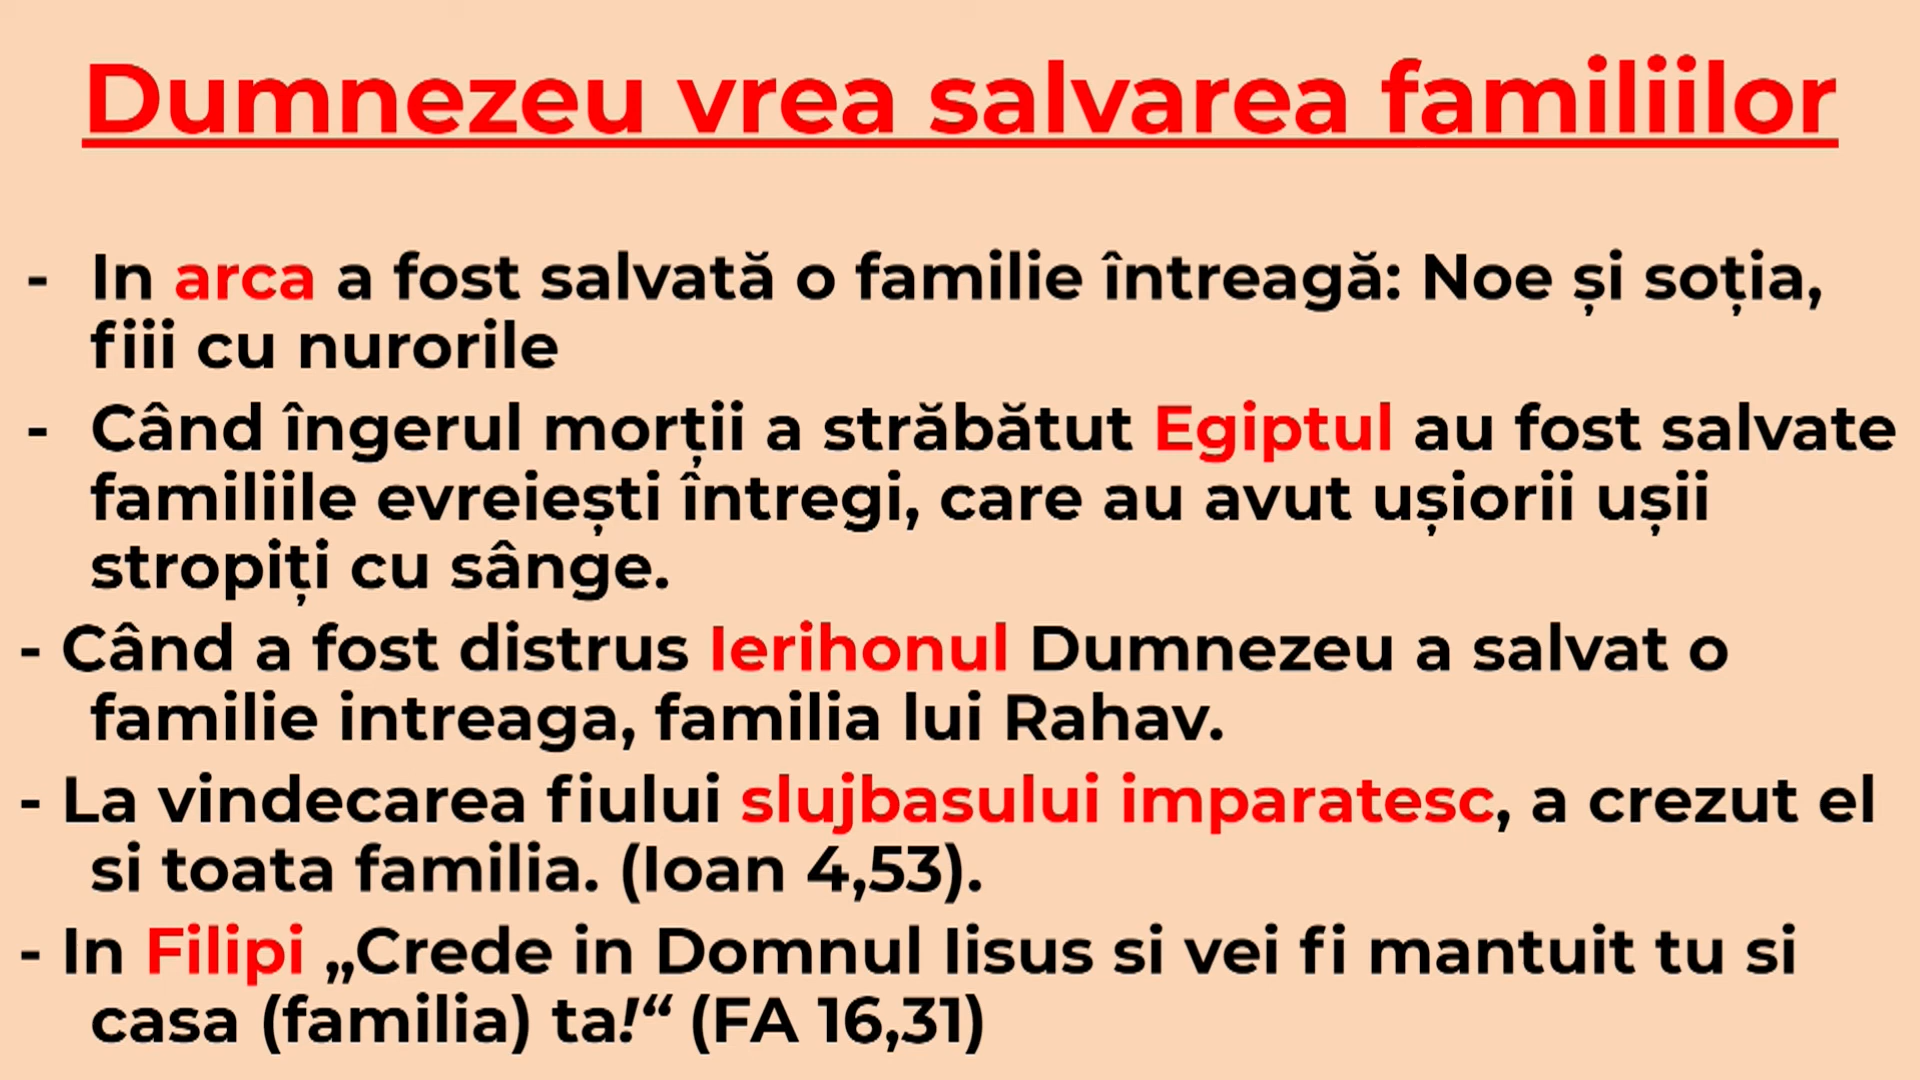 Dumnezeu vrea salvarea familiilor
- In arca a fost salvată o familie întreagă: Noe și soția,
fiii cu nurorile
- Când îngerul morții a străbătut Egiptul au fost salvate
familiile evreiești întregi, care au avut ușiorii ușii
stropiți cu sânge.
- Când a fost distrus Ierihonul Dumnezeu a salvat o
familie intreaga, familia lui Rahav.
- La vindecarea fiului slujbasului imparatesc, a crezut el
si toata familia. (Ioan 4,53).
- In Filipi „Crede in Domnul Iisus si vei fi mantuit tu si
casa (familia) ta!“ (FA 16,31)